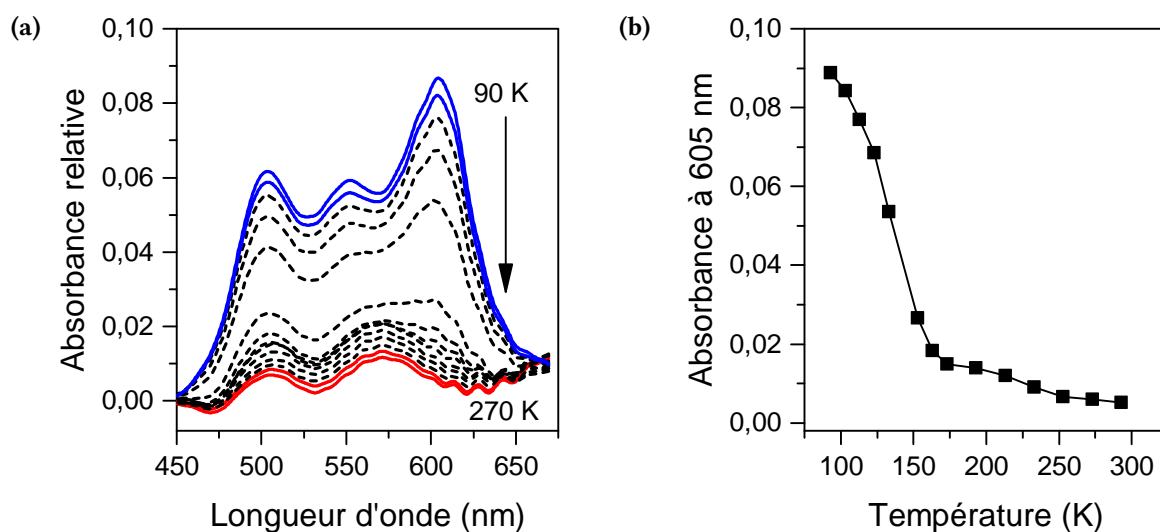 (a)
0,10
0,08
0,06
0,04
0,02
0,00
Absorbance relative
90 K
270 K
450 500 550 600 650
Longueur d'onde (nm)
(b)
0,10
0,08
0,06
0,04
0,02
0,00
Absorbance à 605 nm
100 150 200 250 300
Température (K)